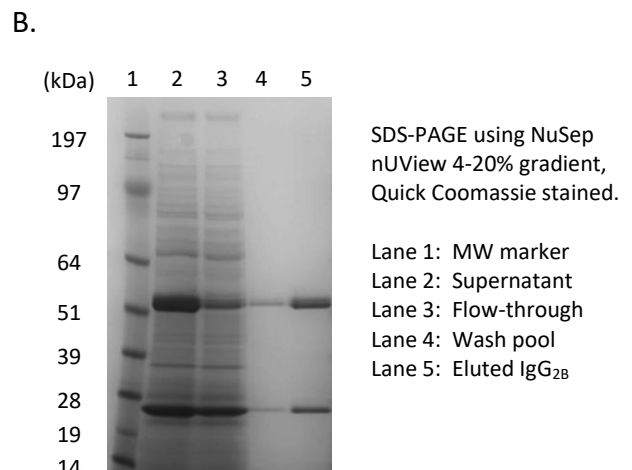 B.
(kDa) 1 2 3 4 5
197
97
64
51
39
28
19
14
SDS-PAGE using NuSep
nUView 4-20% gradient,
Quick Coomassie stained.
Lane 1: MW marker
Lane 2: Supernatant
Lane 3: Flow-through
Lane 4: Wash pool
Lane 5: Eluted IgG2B